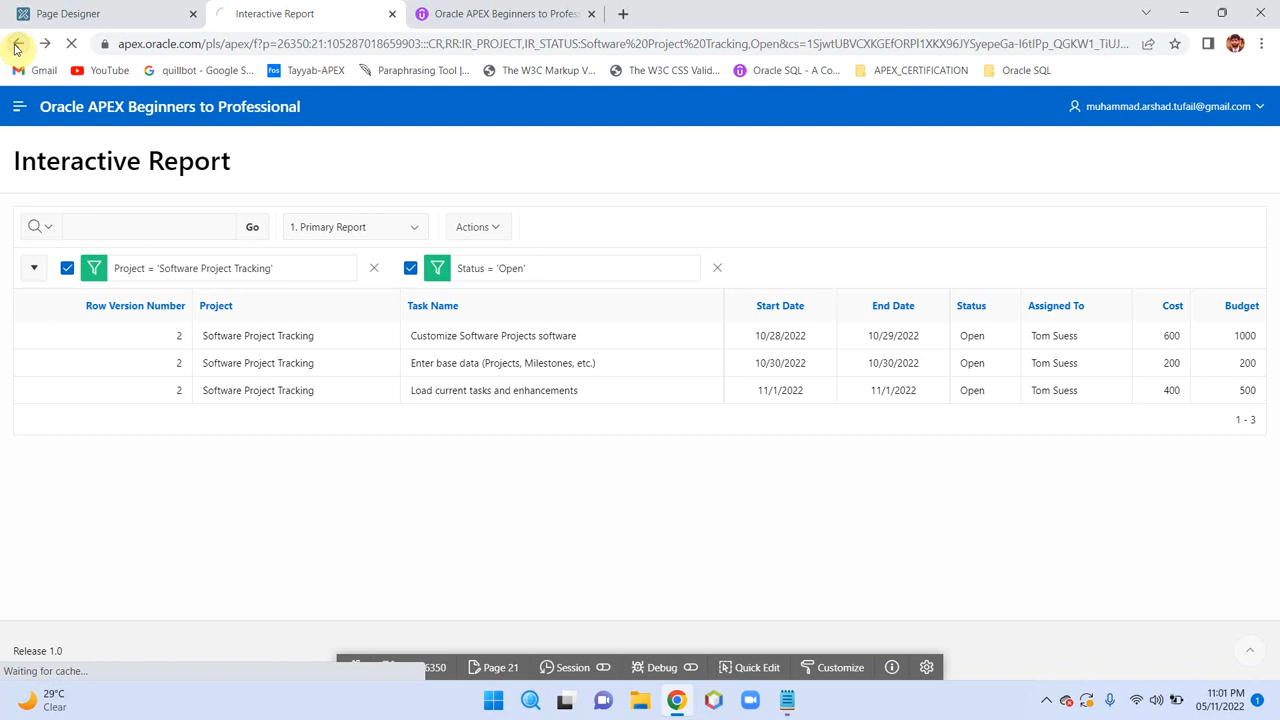 Page Designer
Interactive Report
Oracle APEX Beginners to Profes
apex.oracle.com/pls/apex/f?p=26350:21:105287018659903:::CR,RIR:IR_PROJECT,IR_STATUS:Software%20Project%20Tracking,Open&cs=
Gmail
YouTube
quillbot - Google S...
Tayyab-APEX
Paraphrasing Tool |...
The W3C Markup V...
The W3C CSS Valid...
Oracle SQL - A Co...
APEX_CERTIFICATION
Oracle SQL
Oracle APEX Beginners to Professional
muhammad.arshad.tufail@gmail.com
Interactive Report
Go
1. Primary Report
Actions
Project = 'Software Project Tracking'
Status = 'Open'
Row Version Number Project Task Name Start Date End Date Status Assigned To Cost Budget
2 Software Project Tracking Customize Software Projects software 10/28/2022 10/29/2022 Open Tom Suess 600 1000
2 Software Project Tracking Enter base data (Projects, Milestones, etc.) 10/30/2022 10/30/2022 Open Tom Suess 200 200
2 Software Project Tracking Load current tasks and enhancements 11/1/2022 11/1/2022 Open Tom Suess 400 500
1 - 3
Release 1.0
Waiting for cache...
6350
Page 21
Session
Debug
Quick Edit
Customize
29°C
Clear
11:01 PM
05/11/2022
1